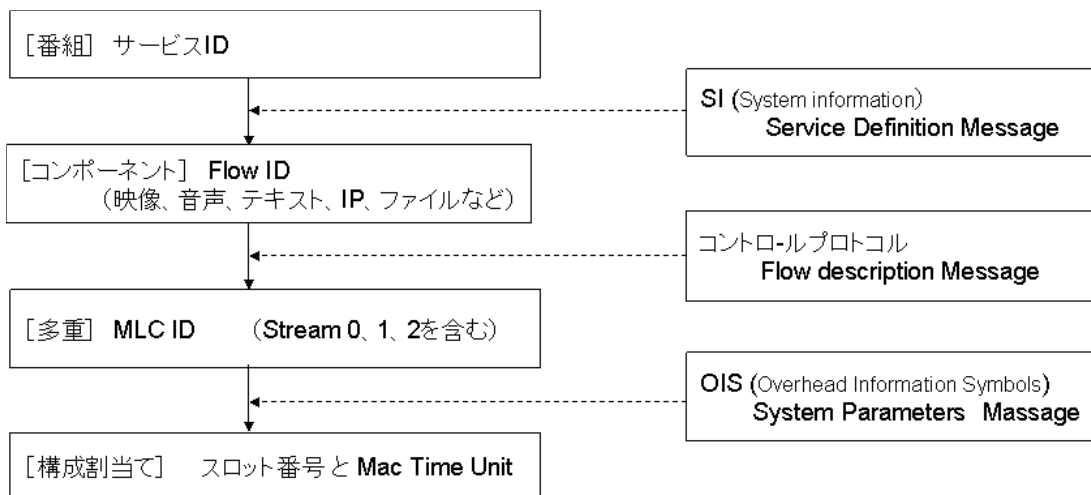 [番組] サービスID
SI (System information)
Service Definition Message
[コンポーネント] Flow ID
(映像、音声、テキスト、IP、ファイルなど)
コントロ-ルプロトコル
Flow description Message
[多重] MLC ID (Stream 0、1、2を含む)
OIS (Overhead Information Symbols)
System Parameters Massage
[構成割当て] スロット番号と Mac Time Unit